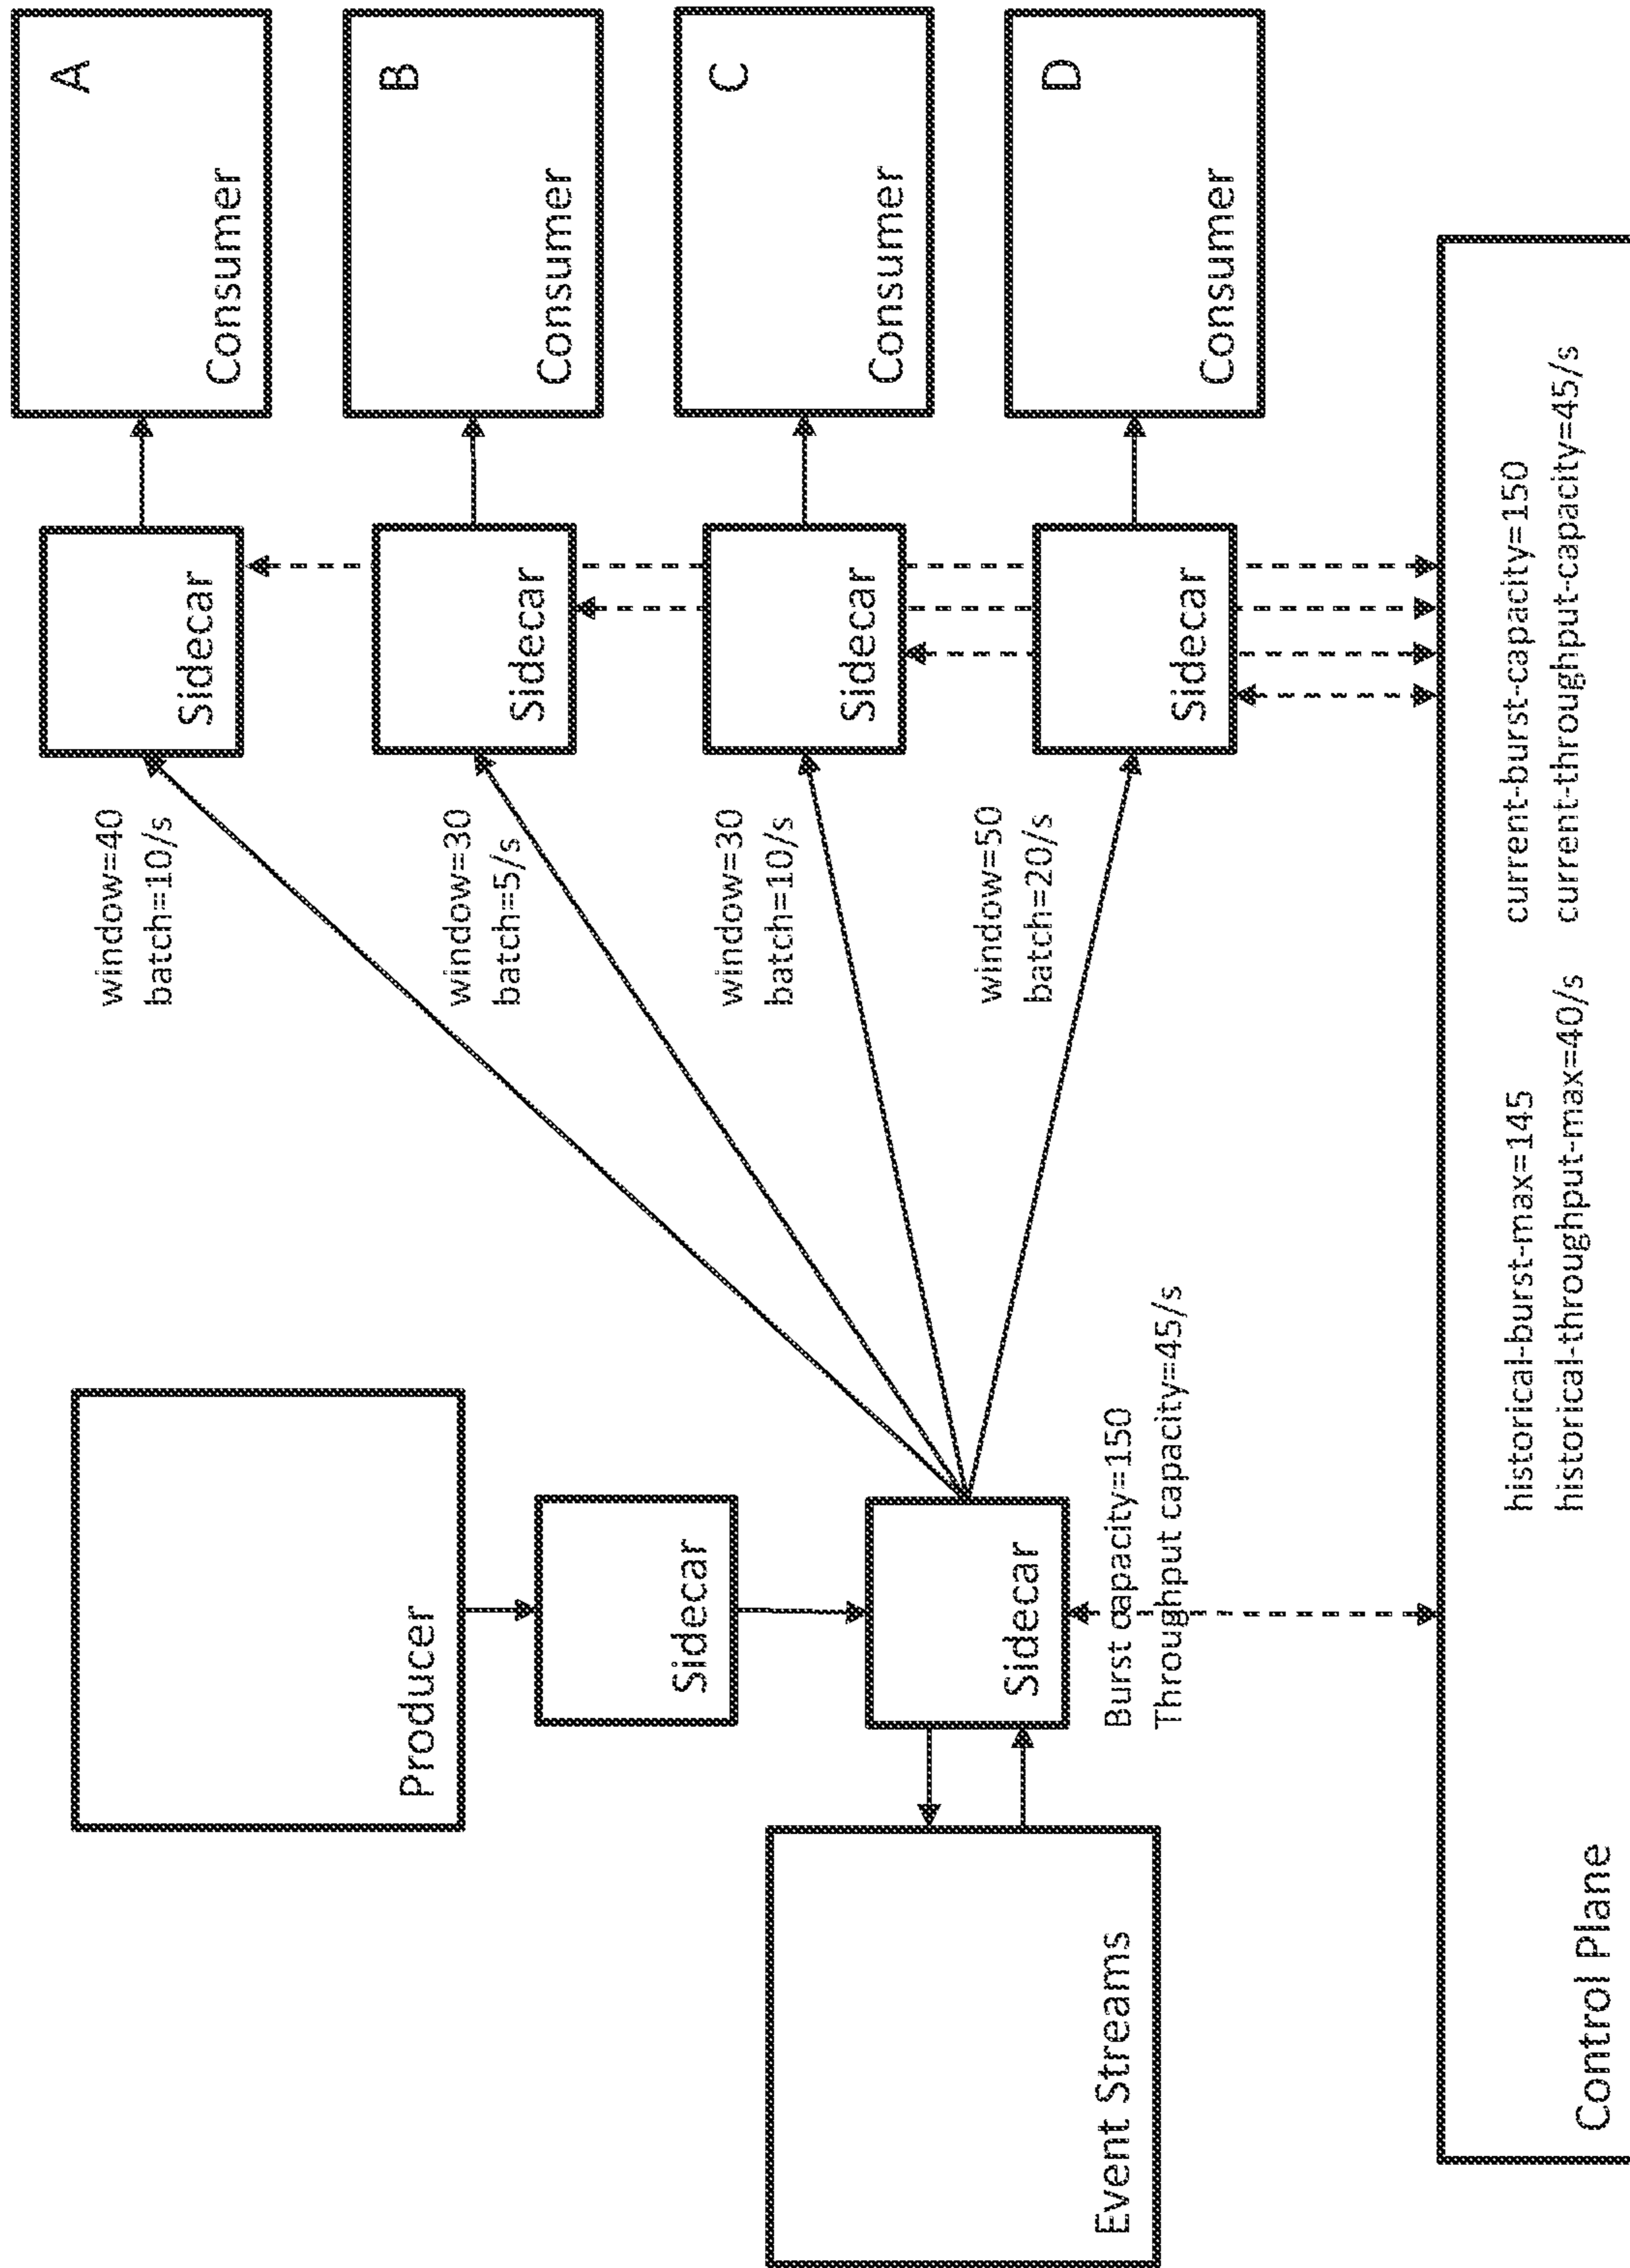 A
Consumer
Sidecar
window=40
batch=10/s
Producer
B
Consumer
Sidecar
window=30
batch=5/s
Sidecar
C
Consumer
Sidecar
window=30
batch=10/s
Sidecar
Burst capacity=150
Throughput capacity=45/s
D
Consumer
Sidecar
window=50
batch=20/s
Event Streams
historical-burst-max=145
historical-throughput-max=40/s
current-burst-capacity=150
current-throughput-capacity=45/s
Control Plane